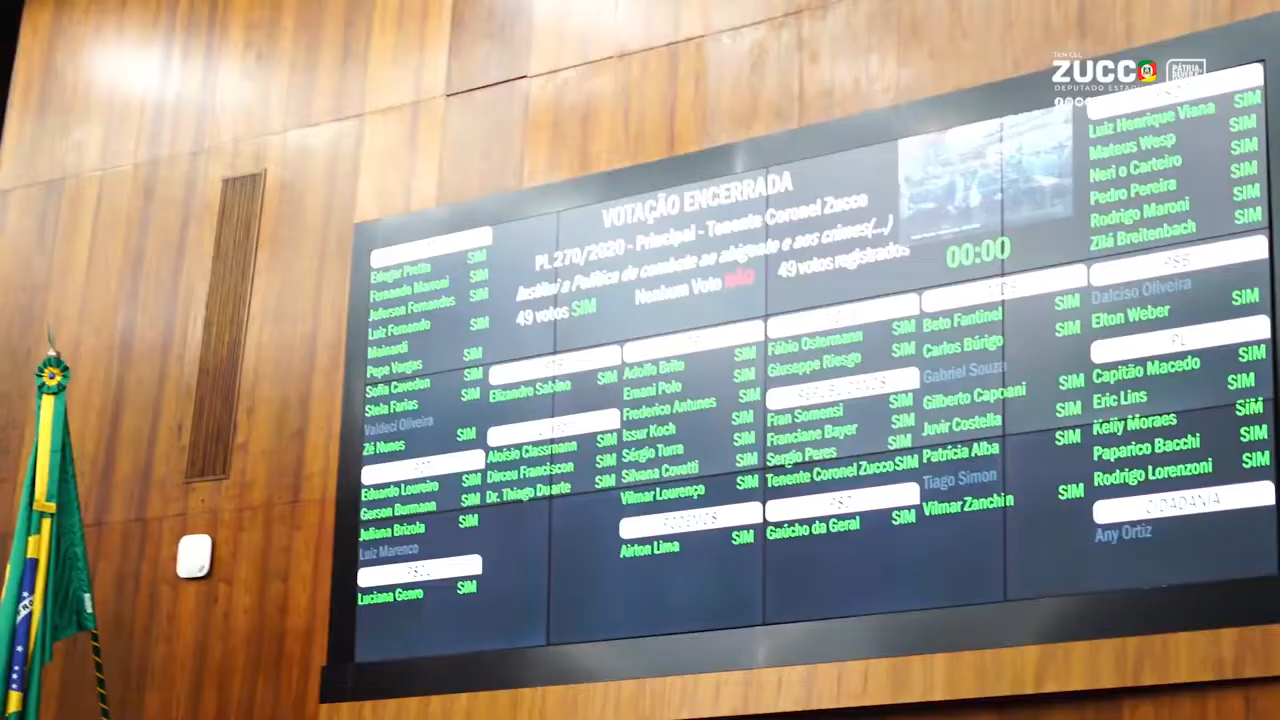 TEN CEL
ZUCCO
DEPUTADO ESTADUAL
VOTAÇÃO ENCERRADA
PL 270/2020 - Principal - Tenente Coronel Zucco
Institui a Política de combate ao abigeato e aos crimes(...)
49 votos SIM
Nenhum Voto NÃO
49 votos registrados
00:00
Edegar Pretto SIM
Fernando Marroni SIM
Jeferson Fernandes SIM
Luiz Fernando
Mainardi SIM
Pepe Vargas SIM
Sofia Cavedon SIM
Stela Farias SIM
Valdeci Oliveira
Zé Nunes SIM
PDT
Eduardo Loureiro SIM
Gerson Burmann SIM
Juliana Brizola SIM
Luiz Marenco
PSOL
Luciana Genro SIM
PTB
Elizandro Sabino SIM
Aloísio Classmann SIM
Dirceu Franciscon SIM
Dr. Thiago Duarte SIM
Adolfo Brito SIM
Ernani Polo SIM
Frederico Antunes SIM
Issur Koch SIM
Sérgio Turra SIM
Silvana Covatti SIM
Vilmar Lourenço SIM
PODEMOS
Airton Lima SIM
Fábio Ostermann SIM
Giuseppe Riesgo SIM
REPUBLICANOS
Fran Somensi SIM
Franciane Bayer SIM
Sergio Peres SIM
Tenente Coronel Zucco SIM
PSD
Gaúcho da Geral SIM
MDB
Beto Fantinel SIM
Carlos Búrigo SIM
Gabriel Souza
Gilberto Capoani SIM
Juvir Costella SIM
Patrícia Alba SIM
Tiago Simon
Vilmar Zanchin SIM
Luiz Henrique Viana SIM
Mateus Wesp SIM
Neri o Carteiro SIM
Pedro Pereira SIM
Rodrigo Maroni SIM
Zilá Breitenbach SIM
PSB
Dalciso Oliveira
Elton Weber SIM
PL
Capitão Macedo SIM
Eric Lins SIM
Kelly Moraes SIM
Paparico Bacchi SIM
Rodrigo Lorenzoni SIM
CIDADANIA
Any Ortiz